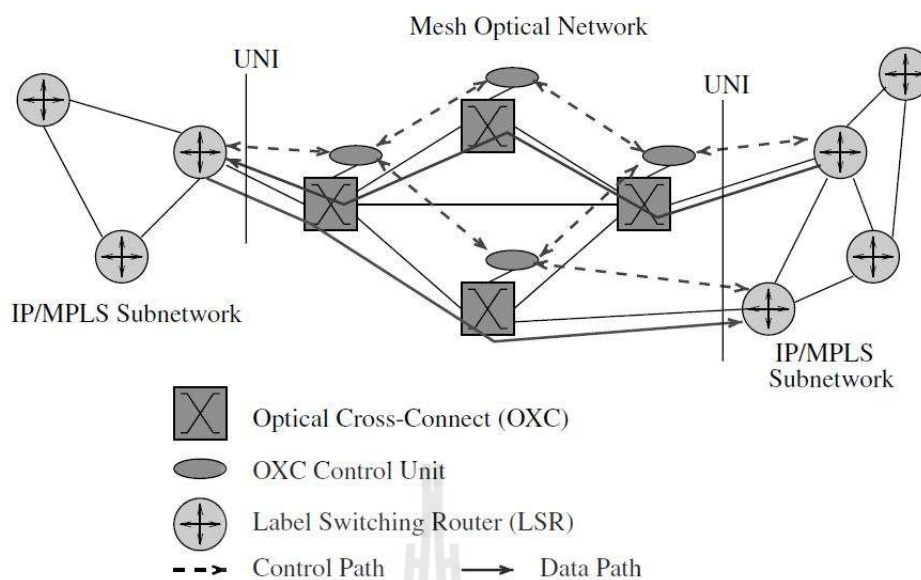 Mesh Optical Network
UNI
UNI
IP/MPLS Subnetwork
IP/MPLS
Subnetwork
Optical Cross-Connect (OXC)
OXC Control Unit
Label Switching Router (LSR)
Control Path
Data Path